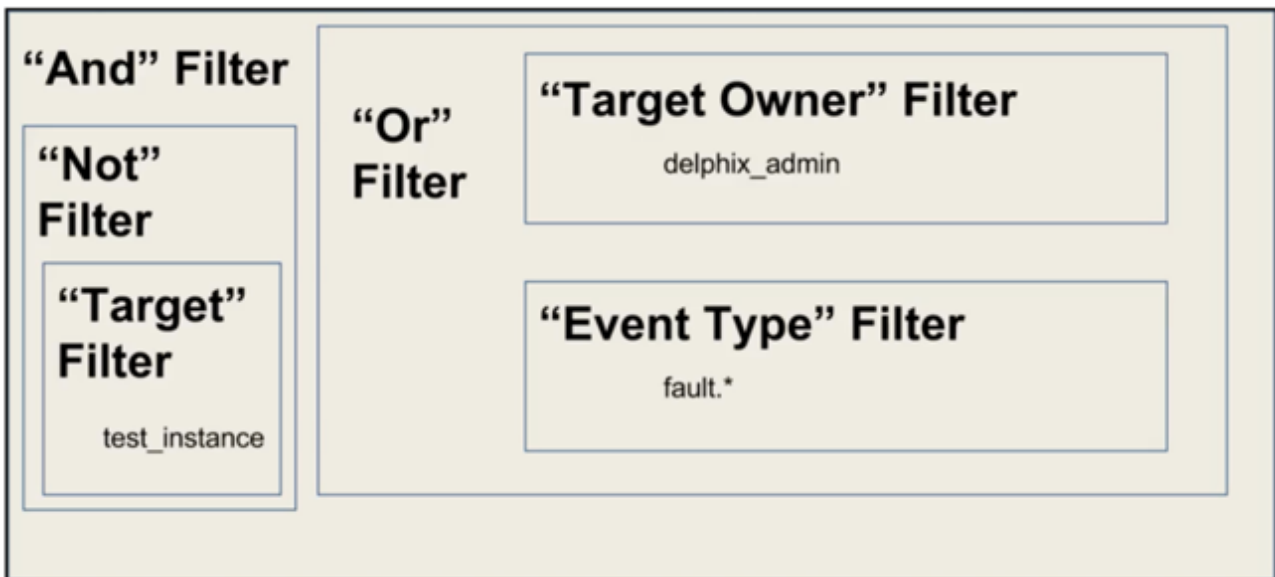 “And” Filter
“Not”
Filter
“Target”
Filter
test_instance
“Or”
Filter
“Target Owner” Filter
delphix_admin
“Event Type” Filter
fault.*